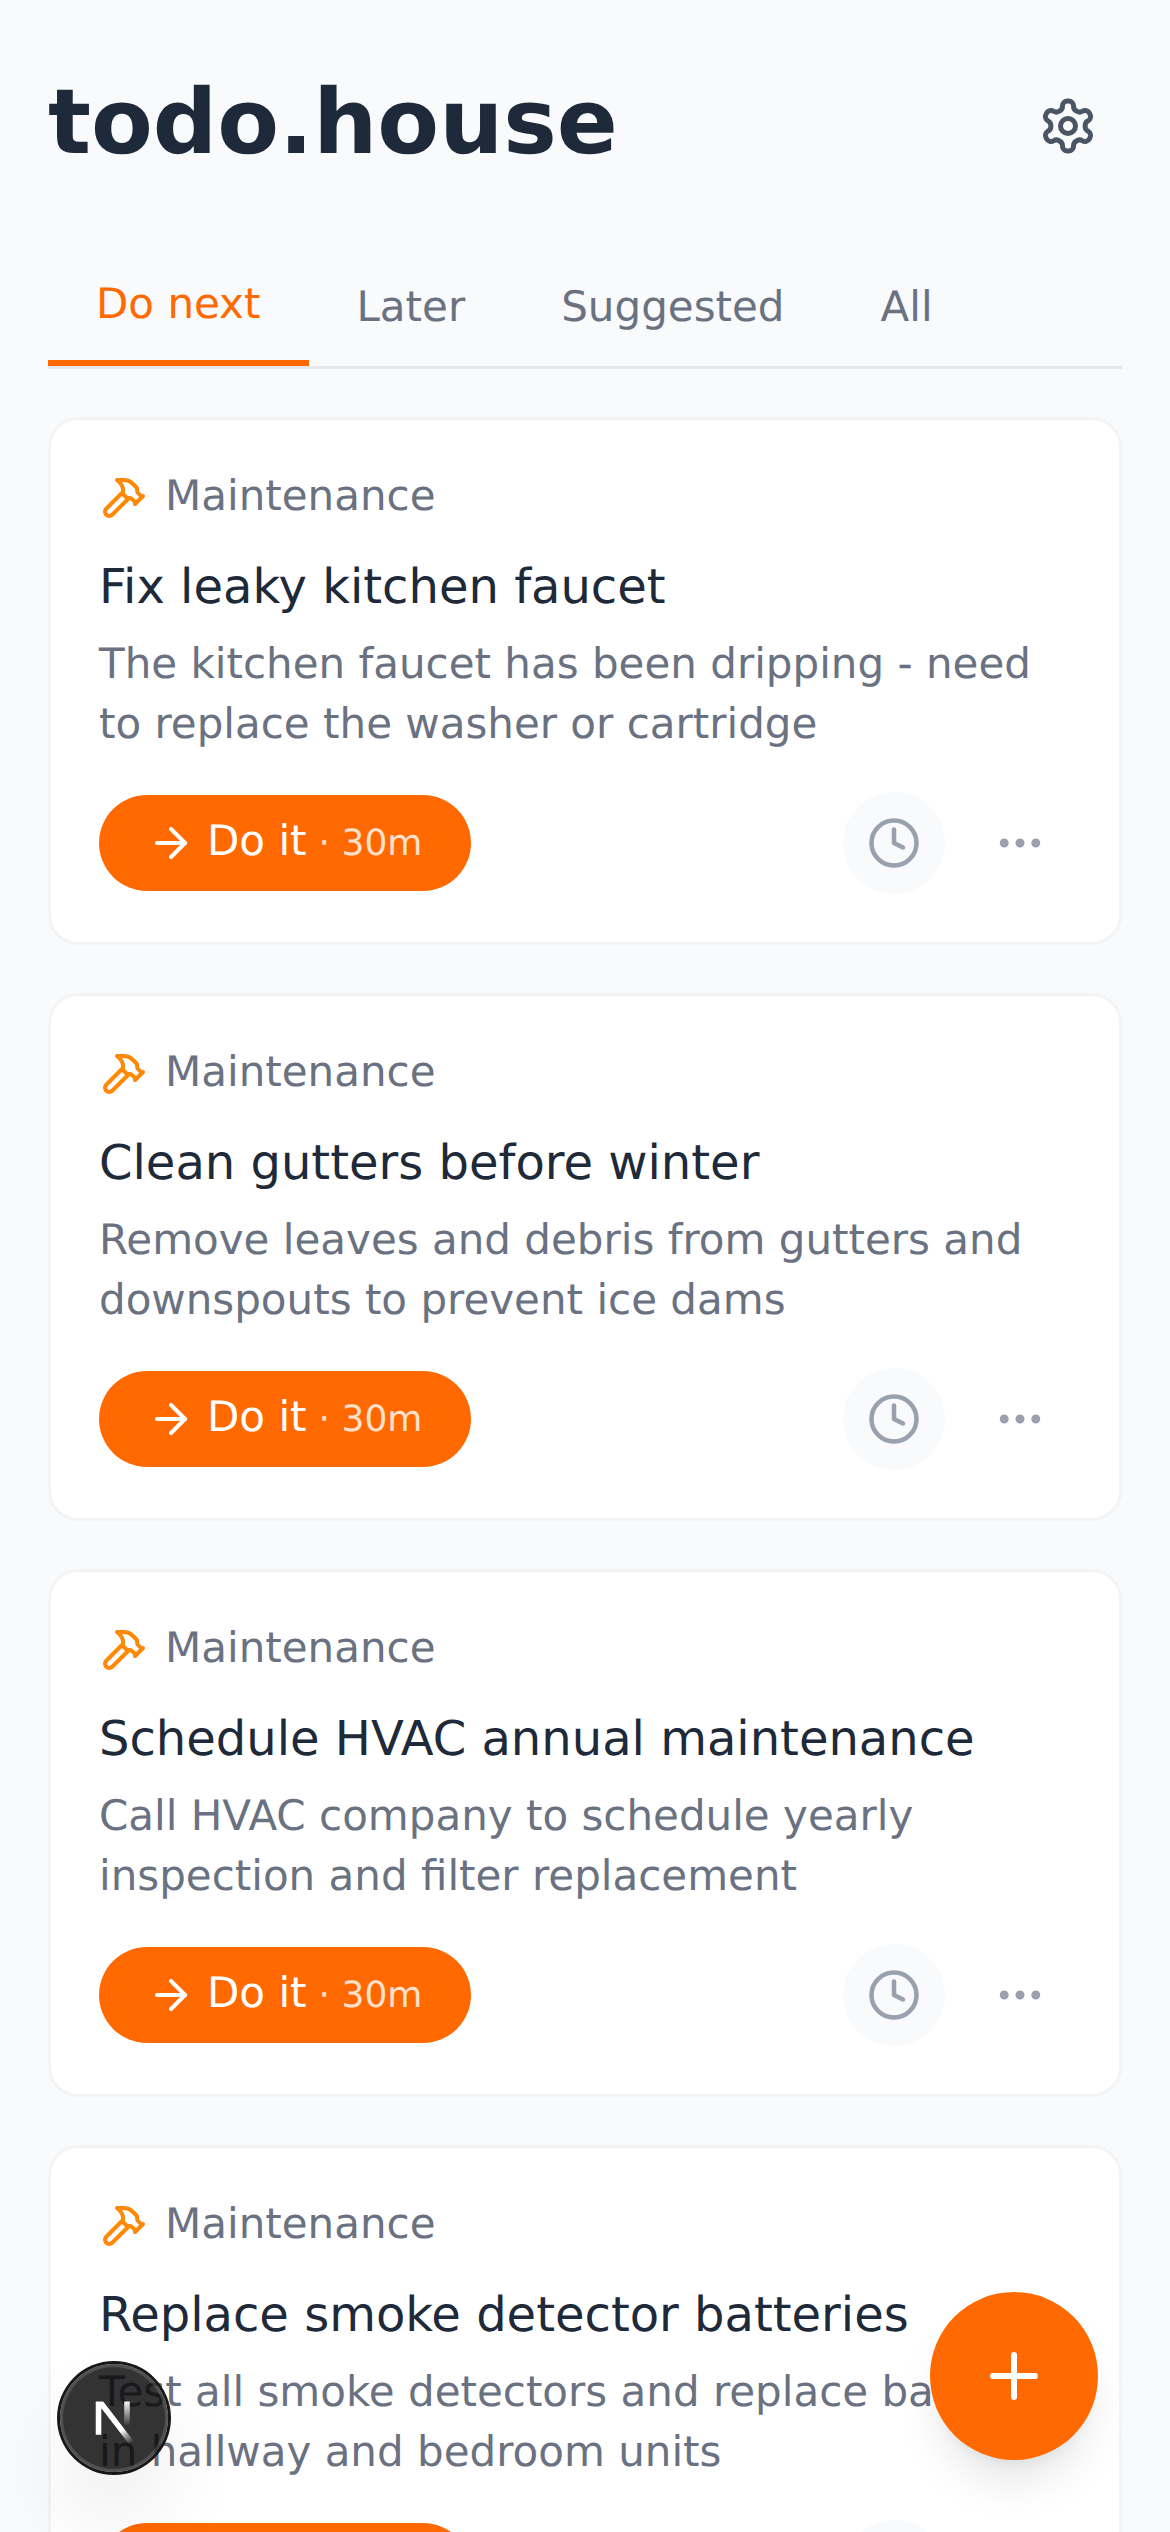 todo.house
Do next
Later
Suggested
All
Maintenance
Fix leaky kitchen faucet
The kitchen faucet has been dripping - need
to replace the washer or cartridge
Do it · 30m
Maintenance
Clean gutters before winter
Remove leaves and debris from gutters and
downspouts to prevent ice dams
Do it · 30m
Maintenance
Schedule HVAC annual maintenance
Call HVAC company to schedule yearly
inspection and filter replacement
Do it · 30m
Maintenance
Replace smoke detector batteries
Test all smoke detectors and replace
in hallway and bedroom units
N